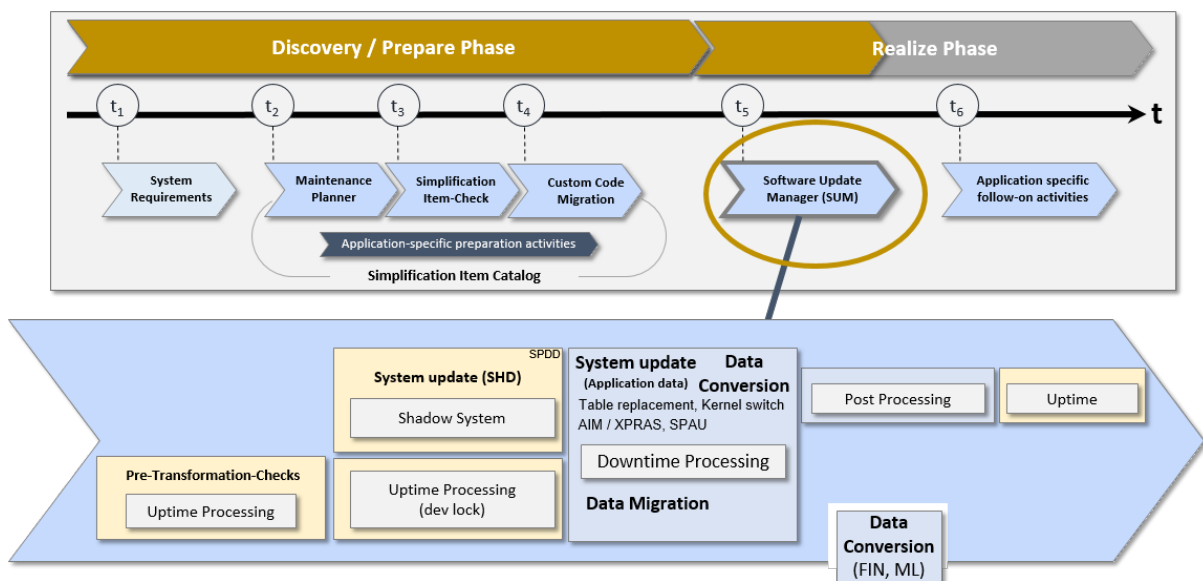 Discovery / Prepare Phase
Realize Phase
t1
t2
t3
t4
t5
t6
t
System
Requirements
Maintenance
Planner
Simplification
Item-Check
Custom Code
Migration
Software Update
Manager (SUM)
Application specific
follow-on activities
Application-specific preparation activities
Simplification Item Catalog
SPDD
System update (SHD)
Shadow System
Pre-Transformation-Checks
Uptime Processing
Uptime Processing
(dev lock)
System update
(Application data)
Data
Conversion
Table replacement, Kernel switch
AIM / XPRAS, SPAU
Downtime Processing
Data Migration
Post Processing
Uptime
Data
Conversion
(FIN, ML)